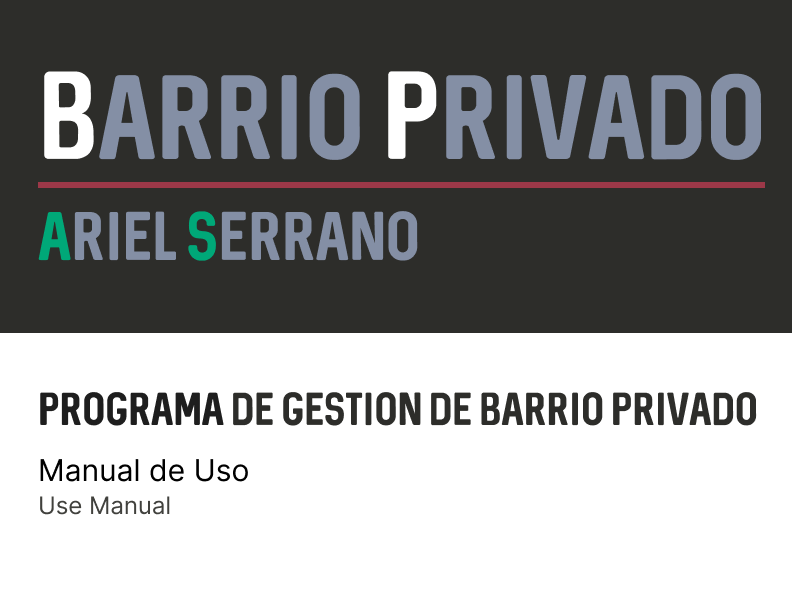 BARRIO PRIVADO
ARIEL SERRANO
PROGRAMA DE GESTION DE BARRIO PRIVADO
Manual de Uso
Use Manual